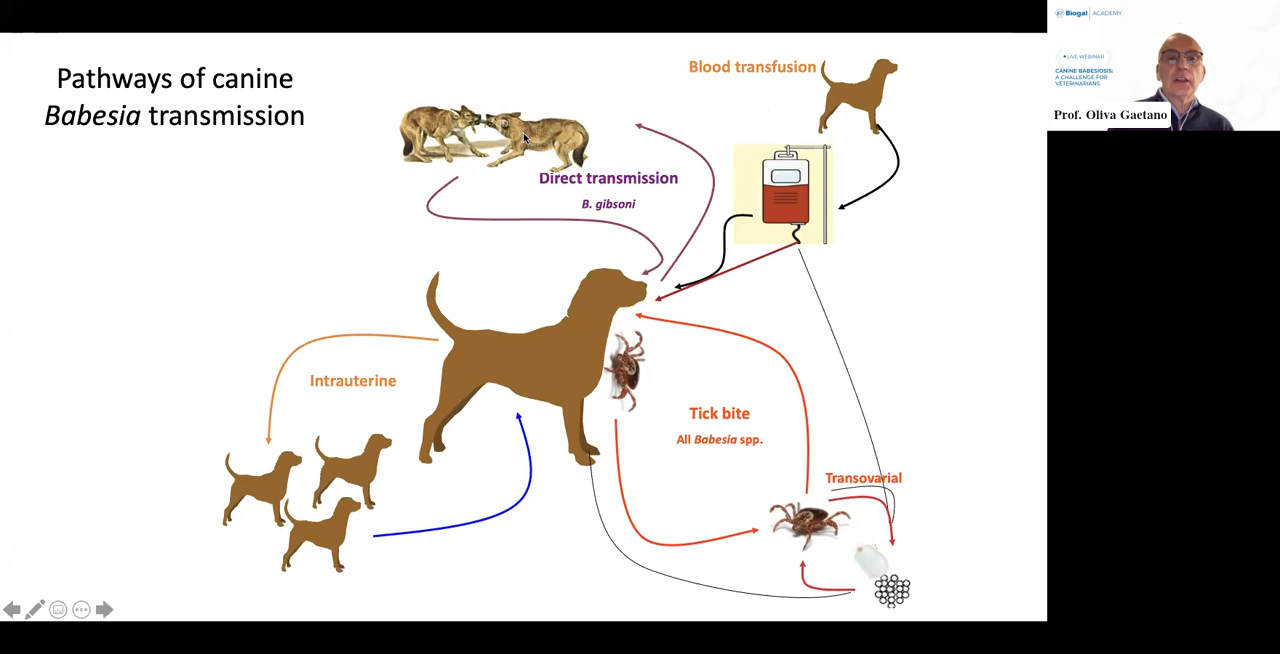 Pathways of canine
Babesia transmission
Blood transfusion
Direct transmission
B. gibsoni
Intrauterine
Tick bite
All Babesia spp.
Transovarial
Biogal | ACADEMY
• LIVE WEBINAR
CANINE BABESIOSIS:
A CHALLENGE FOR
VETERINARIANS
Prof. Oliva Gaetano